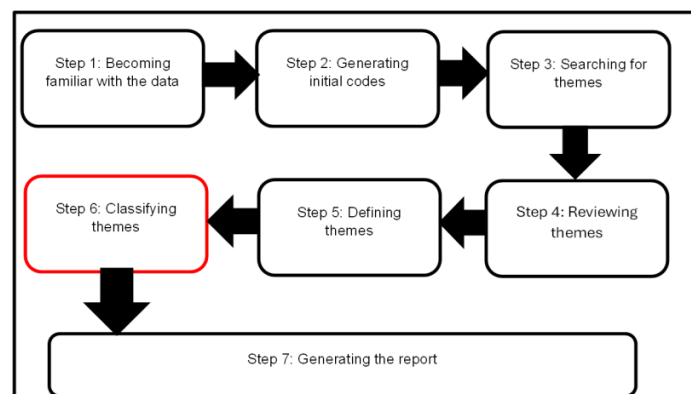 Step 1: Becoming
familiar with the data
Step 2: Generating
initial codes
Step 3: Searching for
themes
Step 4: Reviewing
themes
Step 5: Defining
themes
Step 6: Classifying
themes
Step 7: Generating the report